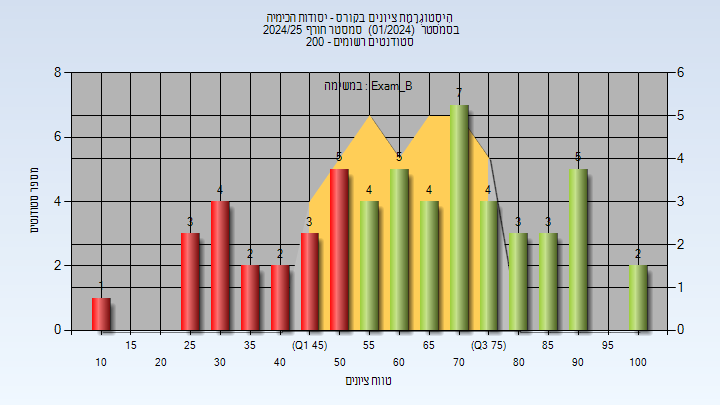 היסטוגרמת ציונים בקורס - יסודות הכימיה
בסמסטר (01/2024) סמסטר חורף 2024/25
סטודנטים רשומים - 200
במשימה : Exam_B
מספר סטודנטים
8 6 4 2 0
6 5 4 3 2 1 0
1 3 4 2 2 3 5 4 5 4 7 4 3 3 5 2
15 25 35 (Q1 45) 55 65 (Q3 75) 85 95
10 20 30 40 50 60 70 80 90 100
טווח ציונים